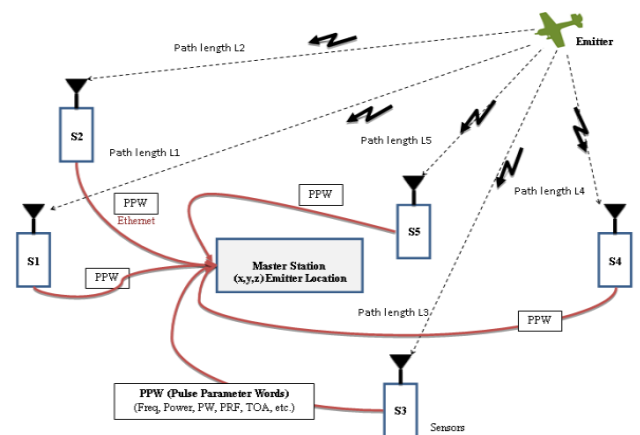 Emitter
Path length L2
S2
Path length L1
Path length L5
PPW
Ethernet
PPW
Path length L4
S1
PPW
S5
S4
Master Station
(x,y,z) Emitter Location
Path length L3
PPW
PPW (Pulse Parameter Words)
(Freq, Power, PW, PRF, TOA, etc.)
S3
Sensors